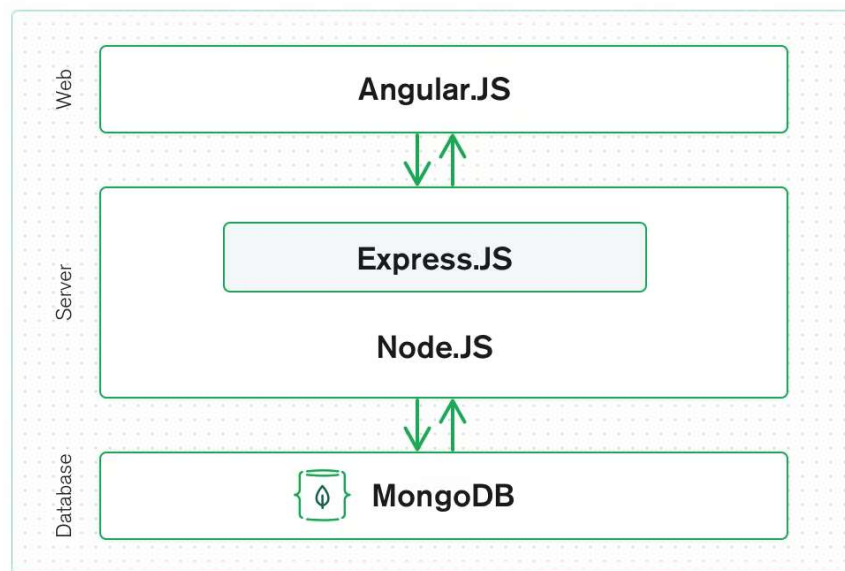 Web
Angular.JS
Server
Express.JS
Node.JS
Database
MongoDB